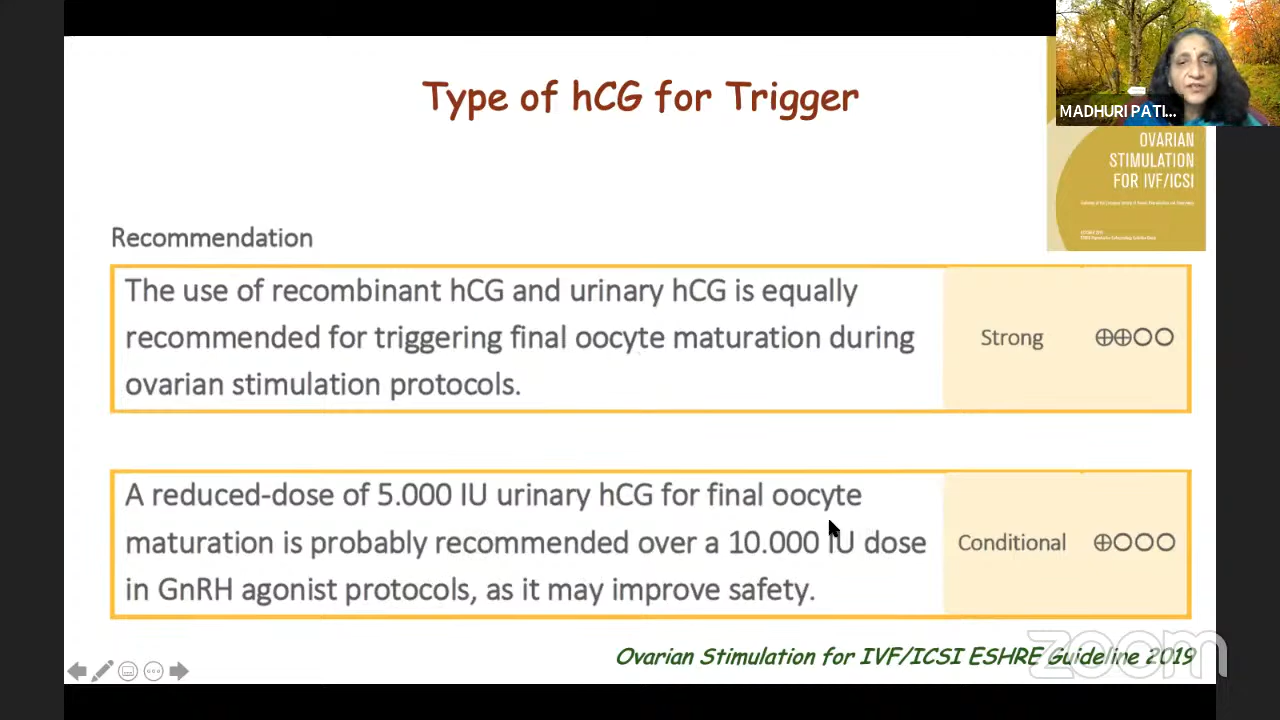 Type of hCG for Trigger
MADHURI PATI...
OVARIAN
STIMULATION
FOR IVF/ICSI
Recommendation
The use of recombinant hCG and urinary hCG is equally
recommended for triggering final oocyte maturation during
ovarian stimulation protocols.
Strong ⊕⊕○○
A reduced-dose of 5.000 IU urinary hCG for final oocyte
maturation is probably recommended over a 10.000 IU dose
in GnRH agonist protocols, as it may improve safety.
Conditional ⊕○○○
Ovarian Stimulation for IVF/ICSI ESHRE Guideline 2019
zoom